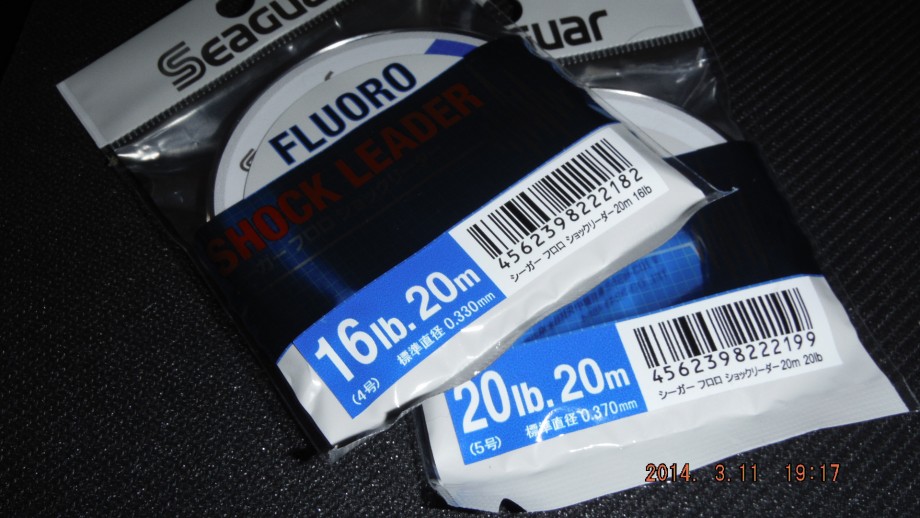 SEAGUAR
FLUORO
SHOCK LEADER
4562398222182
シーガー フロロ ショックリーダー20m 16lb
16lb. 20m
(4号) 標準直径 0.330mm
GUAR
4562398222199
シーガー フロロ ショックリーダー20m 20lb
20lb. 20m
(5号) 標準直径 0.370mm
2014. 3.11 19:17